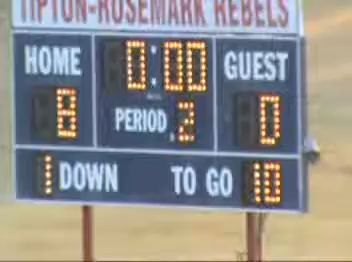 TIPTON-ROSEMARK REBELS
HOME 0:00 GUEST
8 PERIOD 2 0
1 DOWN TO GO 10